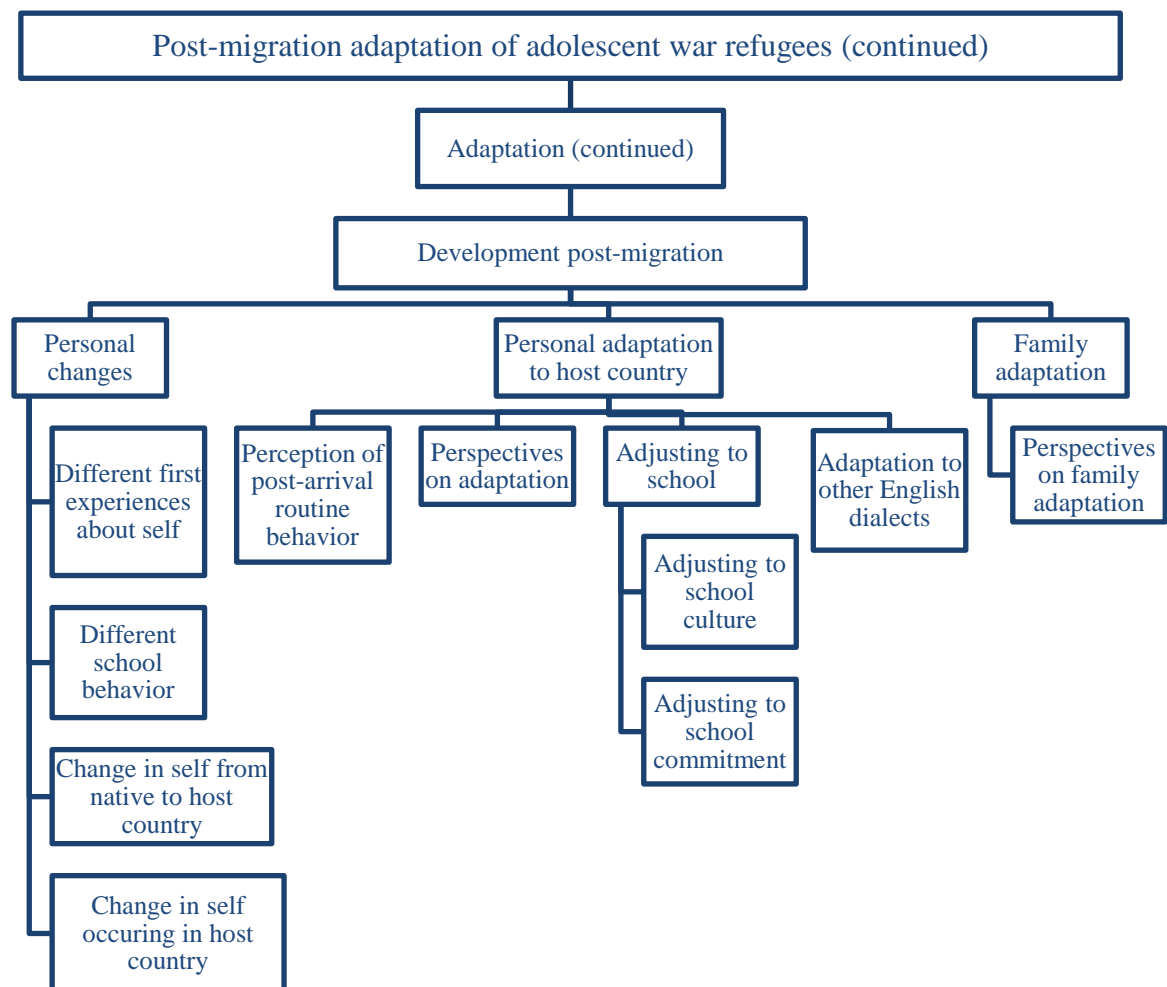 Post-migration adaptation of adolescent war refugees (continued)
Adaptation (continued)
Development post-migration
Personal
changes
Different first
experiences
about self
Different
school
behavior
Change in self from
native to host
country
Change in self
occuring in host
country
Personal adaptation
to host country
Perception of
post-arrival
routine
behavior
Perspectives
on adaptation
Adjusting to
school
Adjusting to
school
culture
Adjusting to
school
commitment
Adaptation to
other English
dialects
Family
adaptation
Perspectives
on family
adaptation